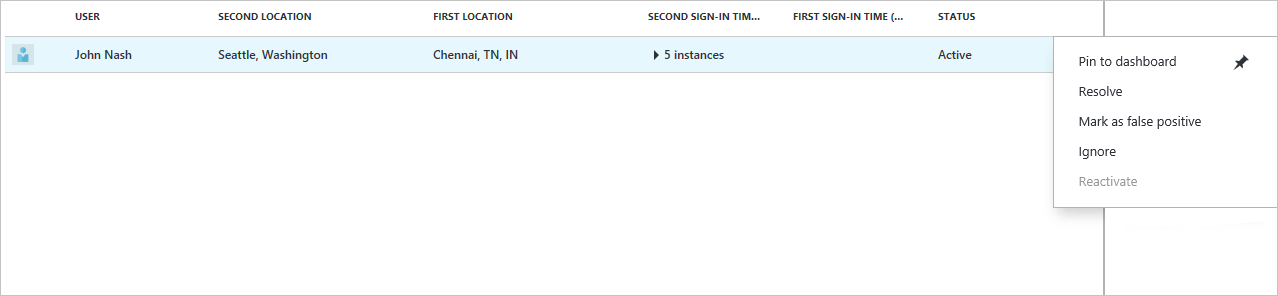 USER SECOND LOCATION FIRST LOCATION SECOND SIGN-IN TIM... FIRST SIGN-IN TIME (... STATUS
John Nash Seattle, Washington Chennai, TN, IN 5 instances Active
Pin to dashboard
Resolve
Mark as false positive
Ignore
Reactivate